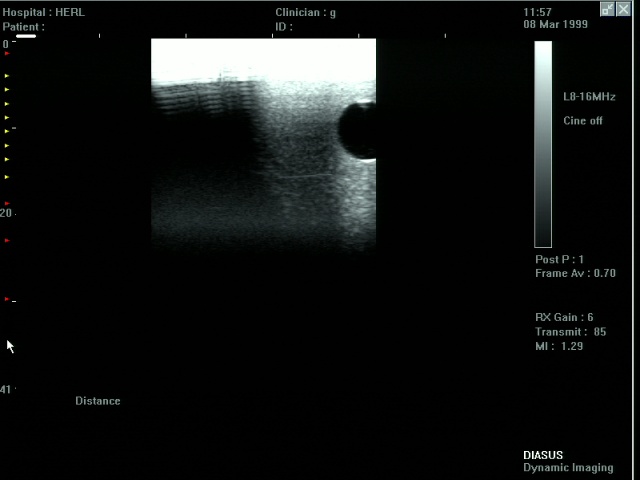 Hospital : HERL
Clinician : g
11:57
Patient :
ID :
08 Mar 1999
0
L8-16MHz
Cine off
20
Post P : 1
Frame Av : 0.70
RX Gain : 6
Transmit : 85
MI : 1.29
41
Distance
DIASUS
Dynamic Imaging